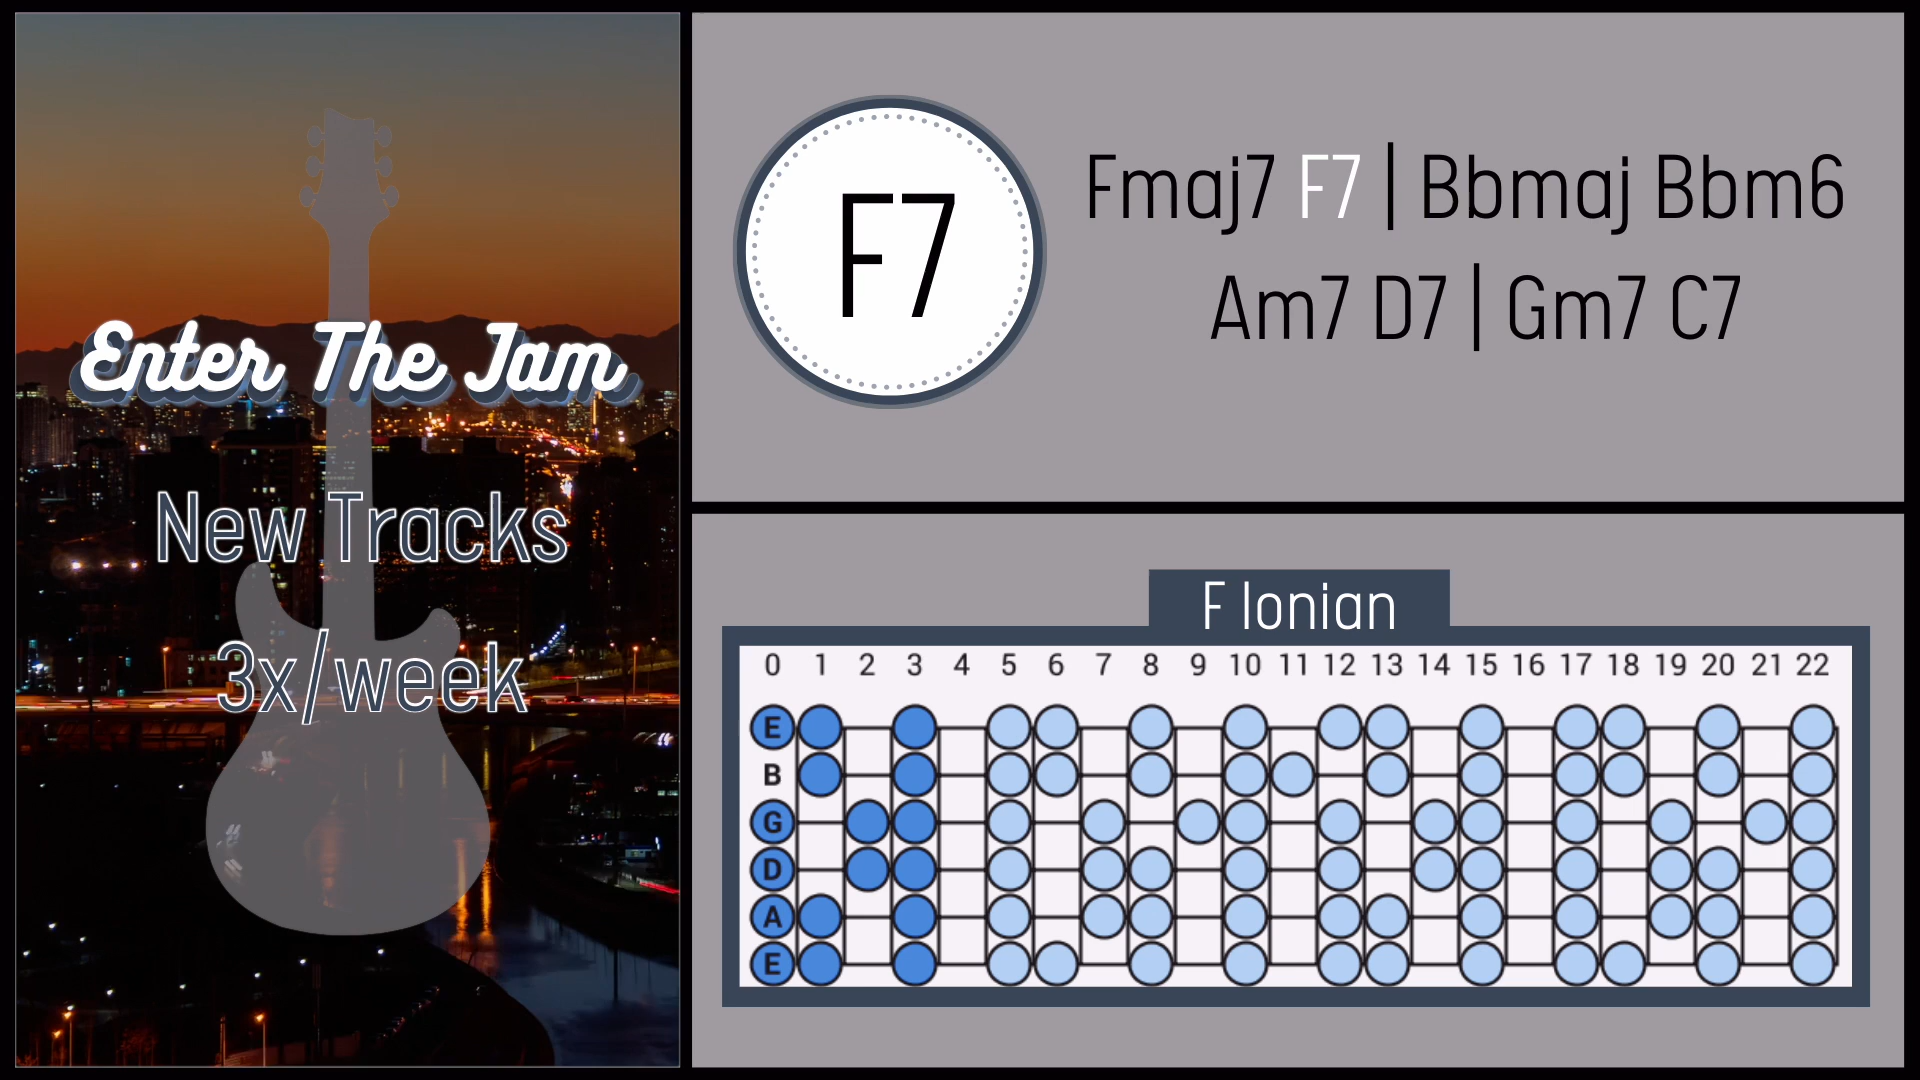 Enter The Jam
New Tracks
3x/week
F7
Fmaj7 F7 | Bbmaj Bbm6
Am7 D7 | Gm7 C7
F Ionian
0 1 2 3 4 5 6 7 8 9 10 11 12 13 14 15 16 17 18 19 20 21 22
E
B
G
D
A
E